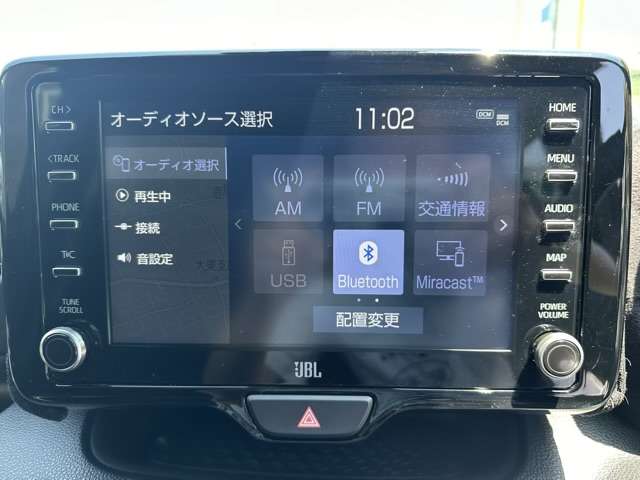 CH >
< TRACK
PHONE
T\C
TUNE
SCROLL
オーディオソース選択
11:02
DCM
DCM
オーディオ選択
再生中
接続
音設定
AM
FM
交通情報
USB
Bluetooth
Miracast™
配置変更
HOME
MENU
AUDIO
MAP
POWER
VOLUME
JBL